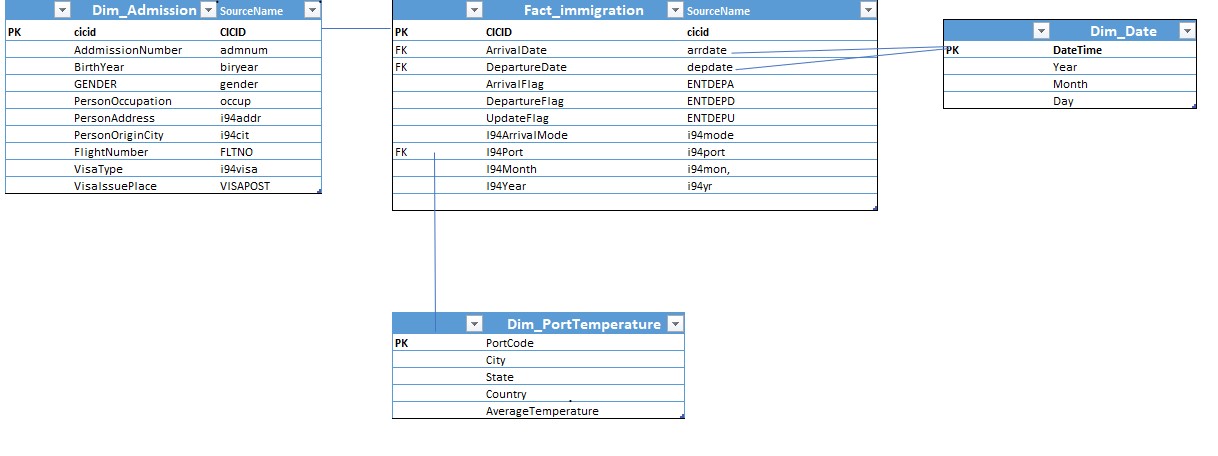 Dim_Admission SourceName
PK cicid CICID
AddmissionNumber admnum
BirthYear biryear
GENDER gender
PersonOccupation occup
PersonAddress i94addr
PersonOriginCity i94cit
FlightNumber FLTNO
VisaType i94visa
VisaIssuePlace VISAPOST
Fact_immigration SourceName
PK CICID cicid
FK ArrivalDate arrdate
FK DepartureDate depdate
ArrivalFlag ENTDEPA
DepartureFlag ENTDEPD
UpdateFlag ENTDEPU
I94ArrivalMode i94mode
FK I94Port i94port
I94Month i94mon,
I94Year i94yr
Dim_Date
PK DateTime
Year
Month
Day
Dim_PortTemperature
PK PortCode
City
State
Country
AverageTemperature